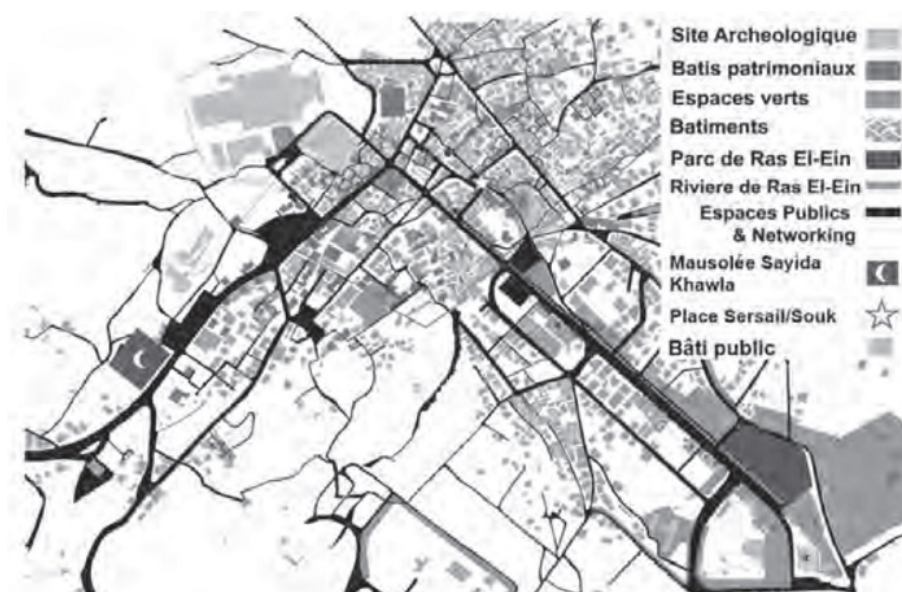 Site Archeologique
Batis patrimoniaux
Espaces verts
Batiments
Parc de Ras El-Ein
Riviere de Ras El-Ein
Espaces Publics
& Networking
Mausolée Sayida
Khawla
Place Sersail/Souk
Bâti public